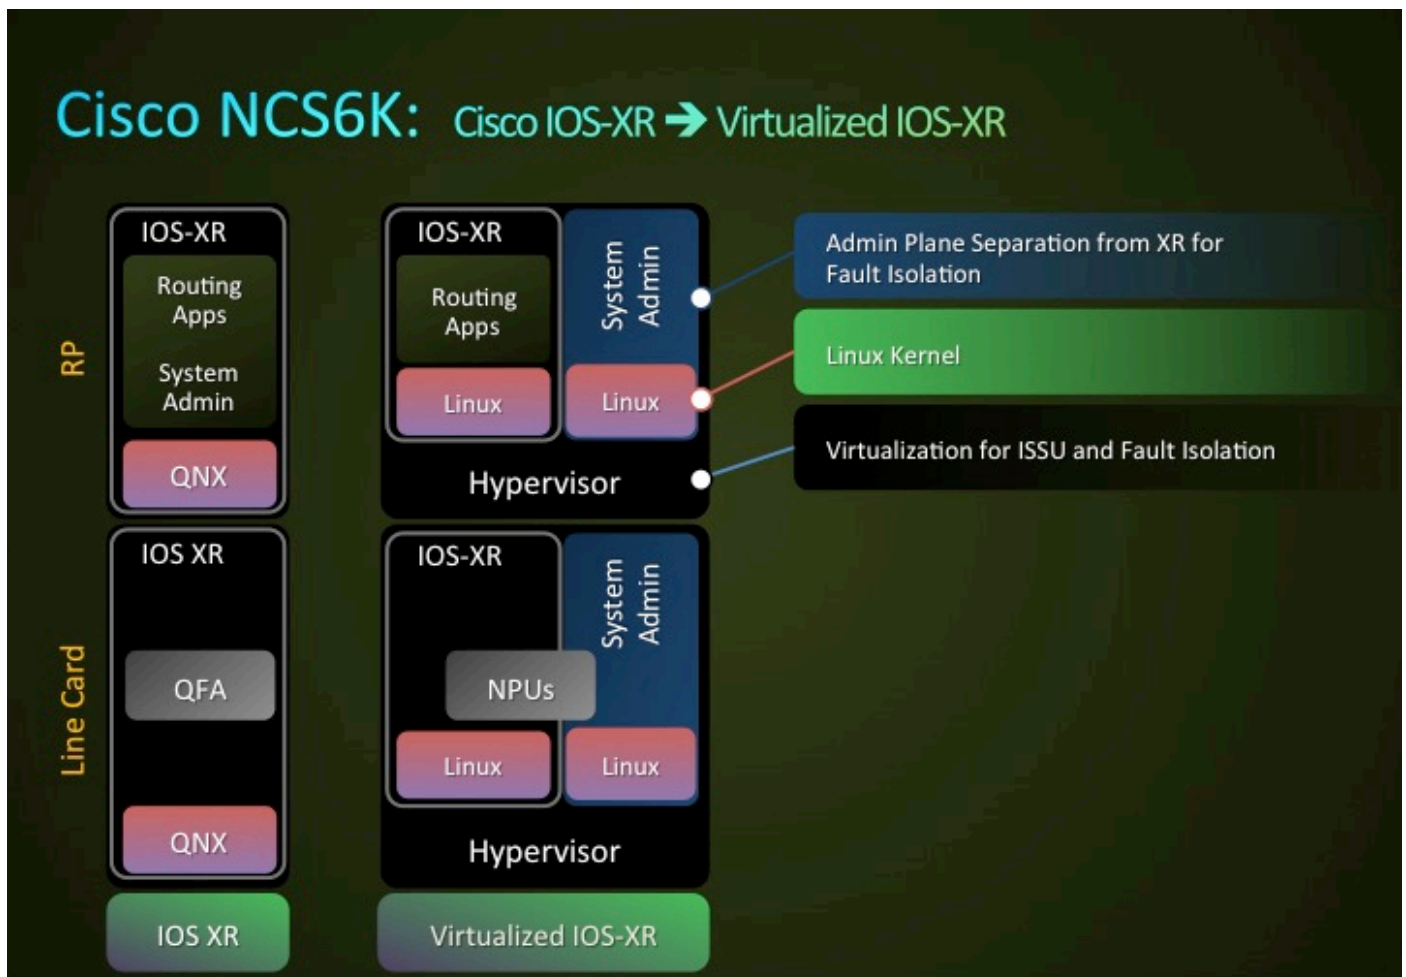 Cisco NCS6K: Cisco IOS-XR ➔ Virtualized IOS-XR
RP
IOS-XR
Routing
Apps
System
Admin
QNX
IOS-XR
Routing
Apps
Linux
System
Admin
Linux
Hypervisor
Admin Plane Separation from XR for
Fault Isolation
Linux Kernel
Virtualization for ISSU and Fault Isolation
Line Card
IOS XR
QFA
QNX
IOS-XR
System
Admin
NPUs
Linux
Linux
Hypervisor
IOS XR
Virtualized IOS-XR